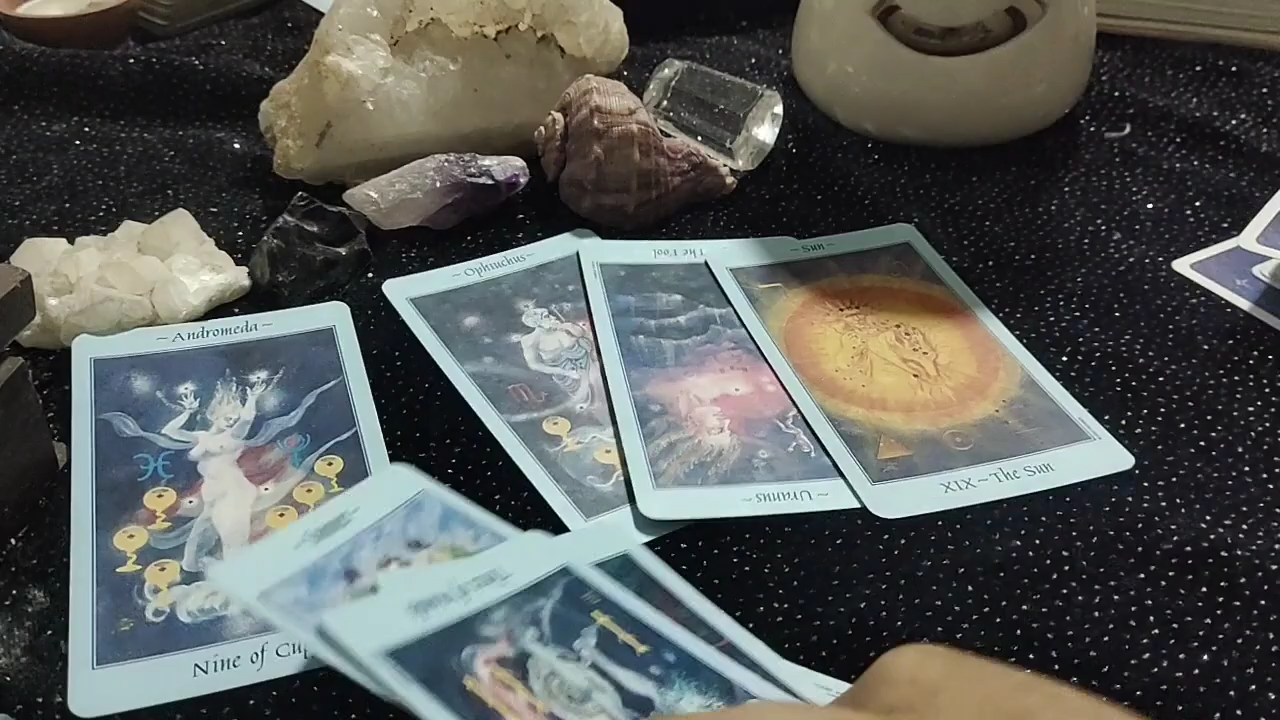 ~Andromeda~
Nine of Cup
~Ophiuchus~
The Fool
~Uranus~
~Sun~
XIX~The Sun